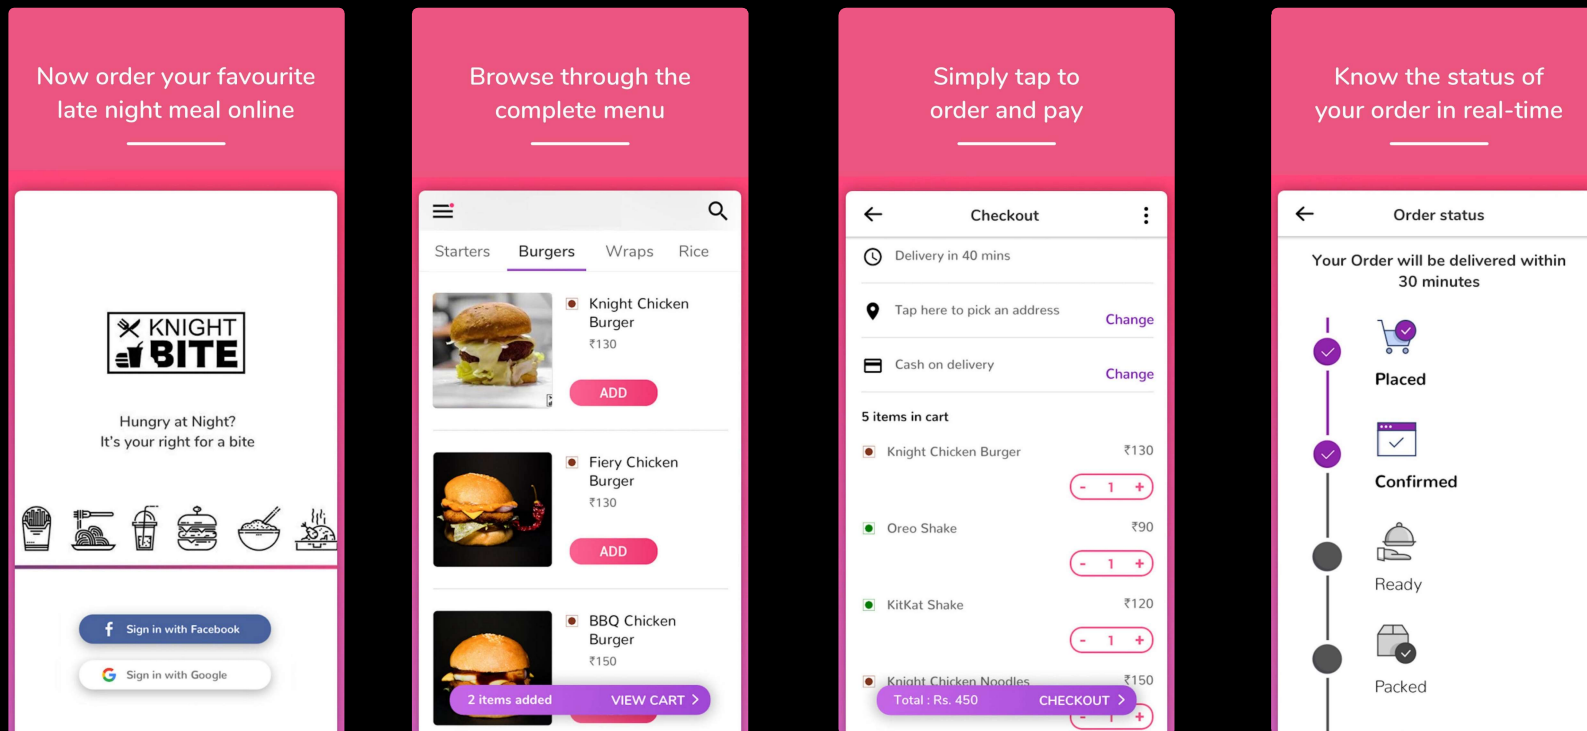 Now order your favourite
late night meal online
KNIGHT
BITE
Hungry at Night?
It's your right for a bite
Sign in with Facebook
Sign in with Google
Browse through the
complete menu
Starters Burgers Wraps Rice
Knight Chicken
Burger
₹130
ADD
Fiery Chicken
Burger
₹130
ADD
BBQ Chicken
Burger
₹150
2 items added VIEW CART >
Simply tap to
order and pay
Checkout
Delivery in 40 mins
Tap here to pick an address
Change
Cash on delivery
Change
5 items in cart
Knight Chicken Burger ₹130
- 1 +
Oreo Shake ₹90
- 1 +
KitKat Shake ₹120
- 1 +
Knight Chicken Noodles ₹150
Total : Rs. 450 CHECKOUT >
- 1 +
Know the status of
your order in real-time
Order status
Your Order will be delivered within
30 minutes
Placed
Confirmed
Ready
Packed